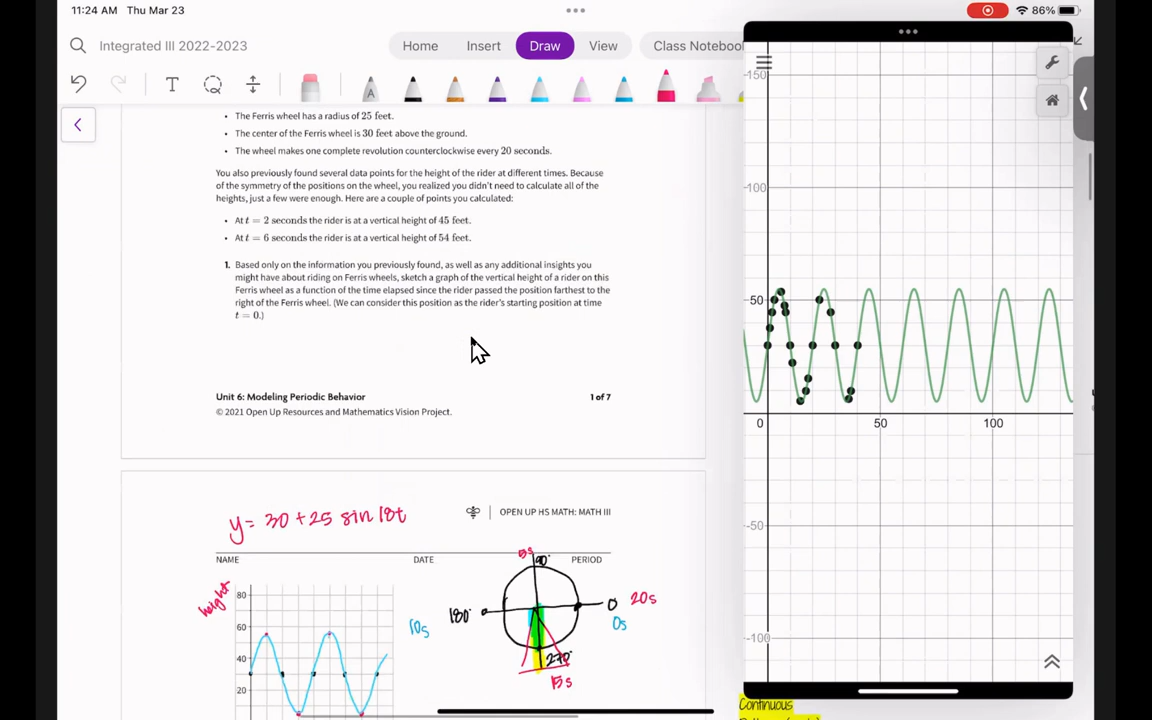 11:24 AM Thu Mar 23
86%
Integrated III 2022-2023
Home Insert Draw View Class Notebook
T
A
• The Ferris wheel has a radius of 25 feet.
• The center of the Ferris wheel is 30 feet above the ground.
• The wheel makes one complete revolution counterclockwise every 20 seconds.
You also previously found several data points for the height of the rider at different times. Because
of the symmetry of the positions on the wheel, you realized you didn't need to calculate all of the
heights, just a few were enough. Here are a couple of points you calculated:
• At t = 2 seconds the rider is at a vertical height of 45 feet.
• At t = 6 seconds the rider is at a vertical height of 54 feet.
1. Based only on the information you previously found, as well as any additional insights you
might have about riding on Ferris wheels, sketch a graph of the vertical height of a rider on this
Ferris wheel as a function of the time elapsed since the rider passed the position farthest to the
right of the Ferris wheel. (We can consider this position as the rider's starting position at time
t = 0.)
Unit 6: Modeling Periodic Behavior 1 of 7
© 2021 Open Up Resources and Mathematics Vision Project.
y = 30 + 25 sin 18t
OPEN UP HS MATH: MATH III
NAME DATE PERIOD
height
80
60
40
20
5s
90°
180°
10s
0
20s
0s
270°
15s
150
100
50
0
50
100
-50
-100
Continuous